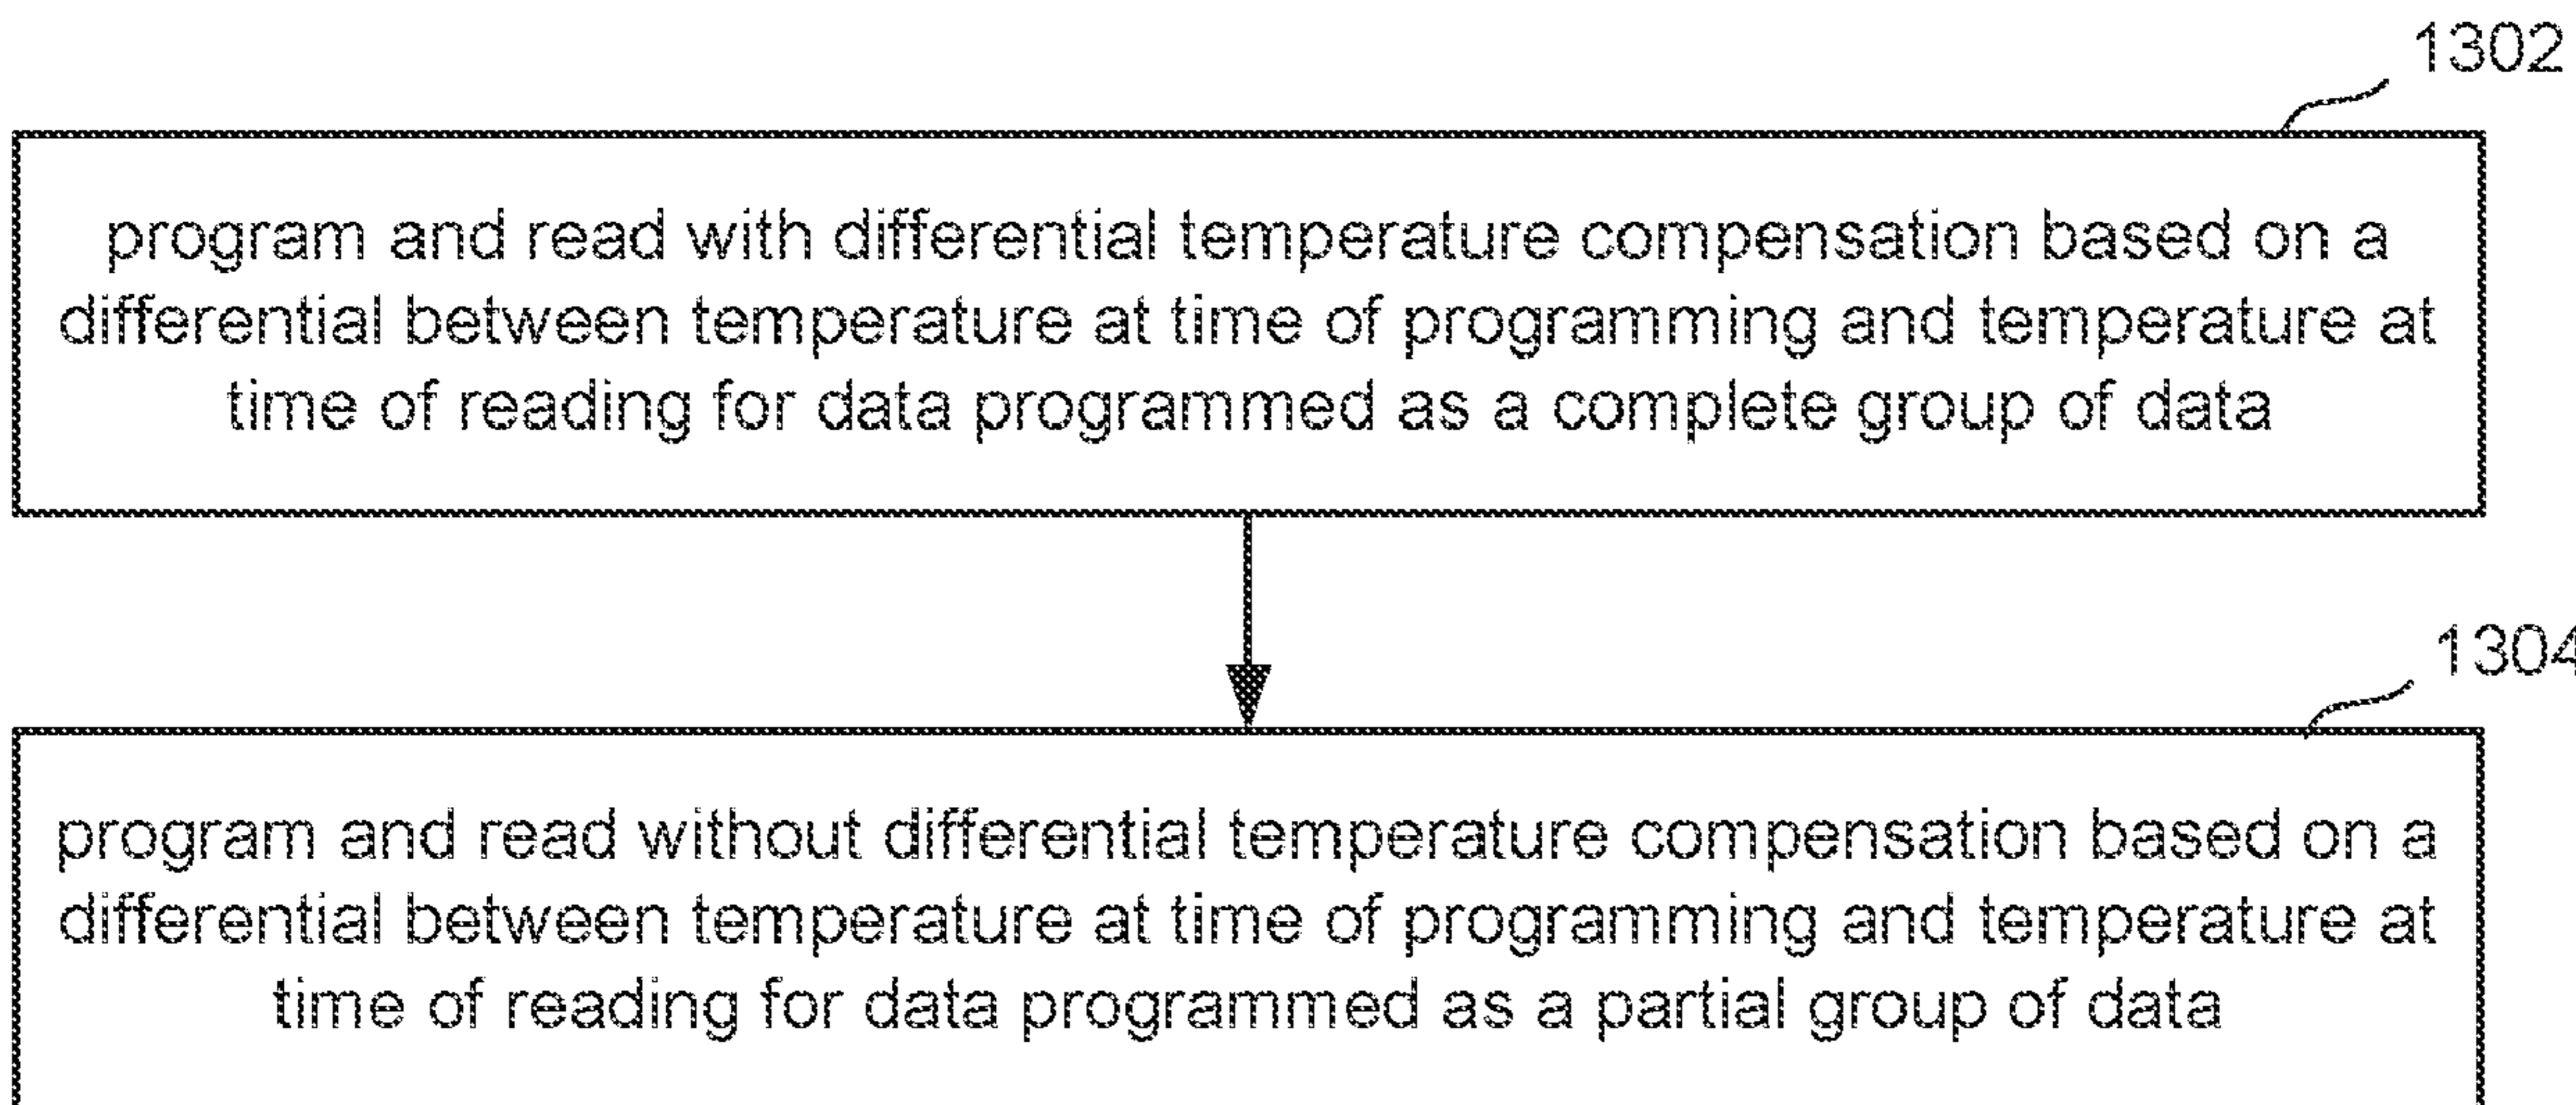 1302
program and read with differential temperature compensation based on a
differential between temperature at time of programming and temperature at
time of reading for data programmed as a complete group of data
1304
program and read without differential temperature compensation based on a
differential between temperature at time of programming and temperature at
time of reading for data programmed as a partial group of data